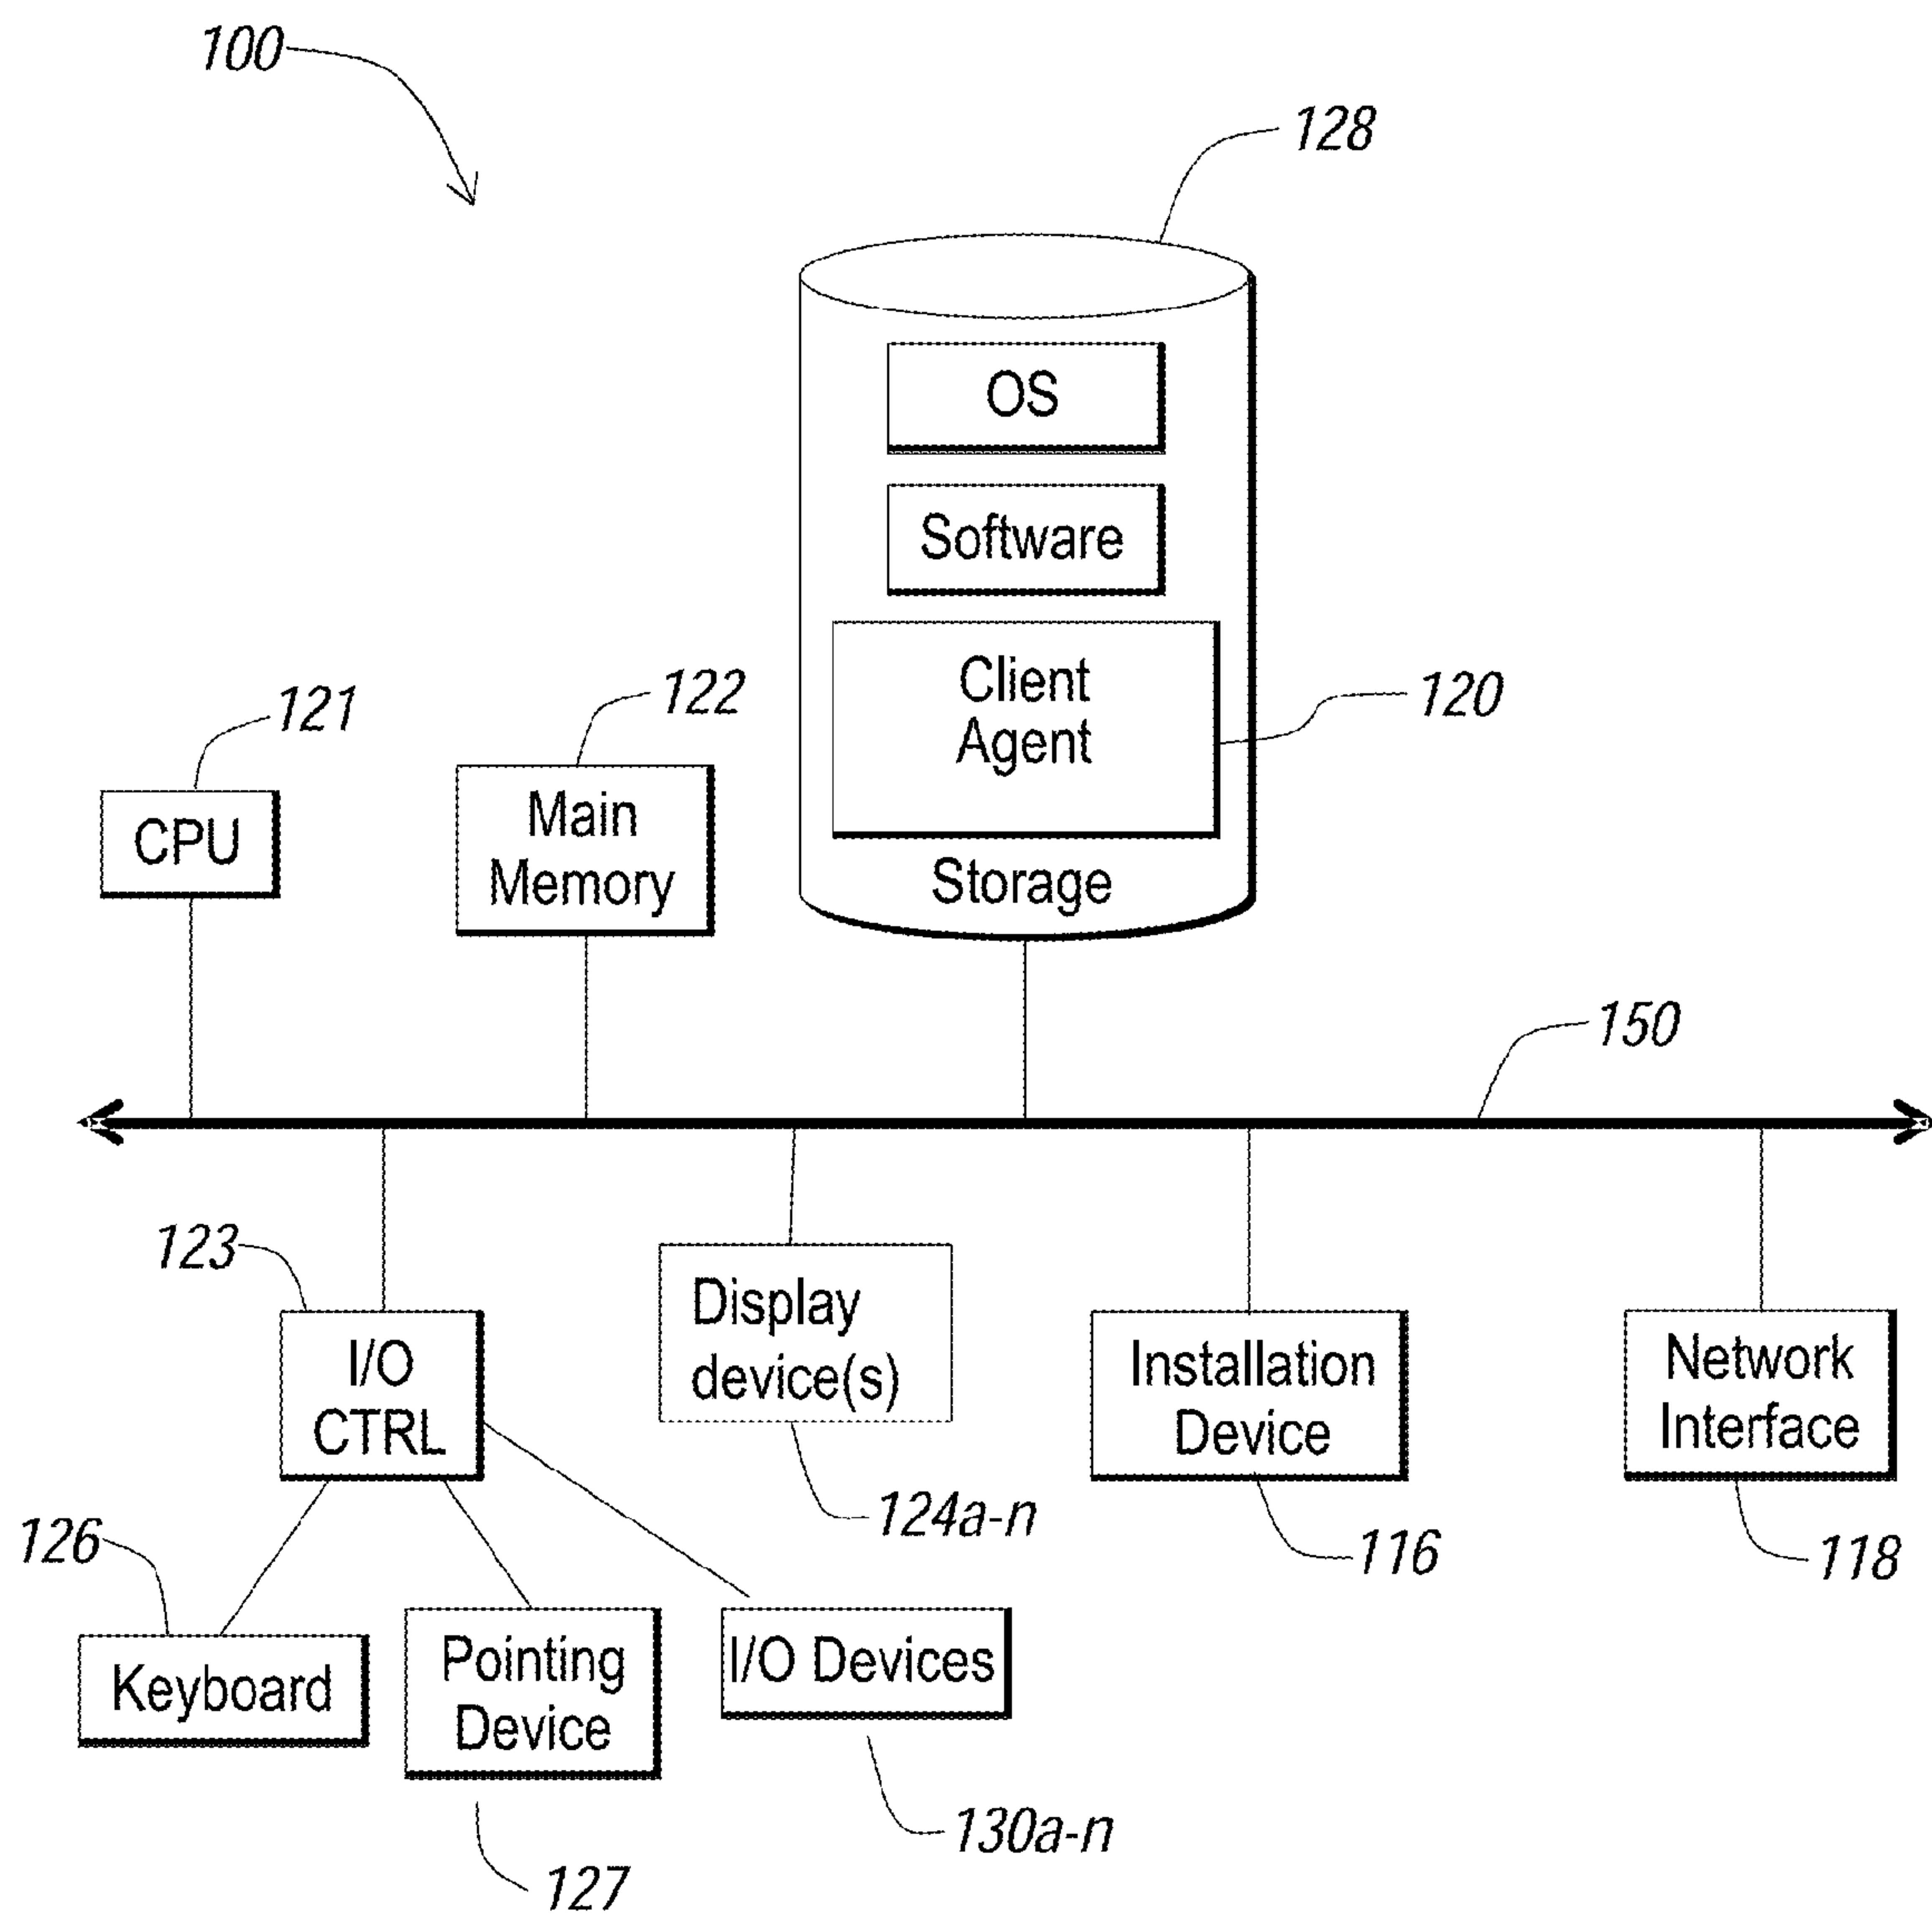 100
128
OS
Software
Client
Agent
120
Storage
121
CPU
122
Main
Memory
150
123
I/O
CTRL
Display
device(s)
124a-n
Installation
Device
116
Network
Interface
118
126
Keyboard
Pointing
Device
127
I/O Devices
130a-n